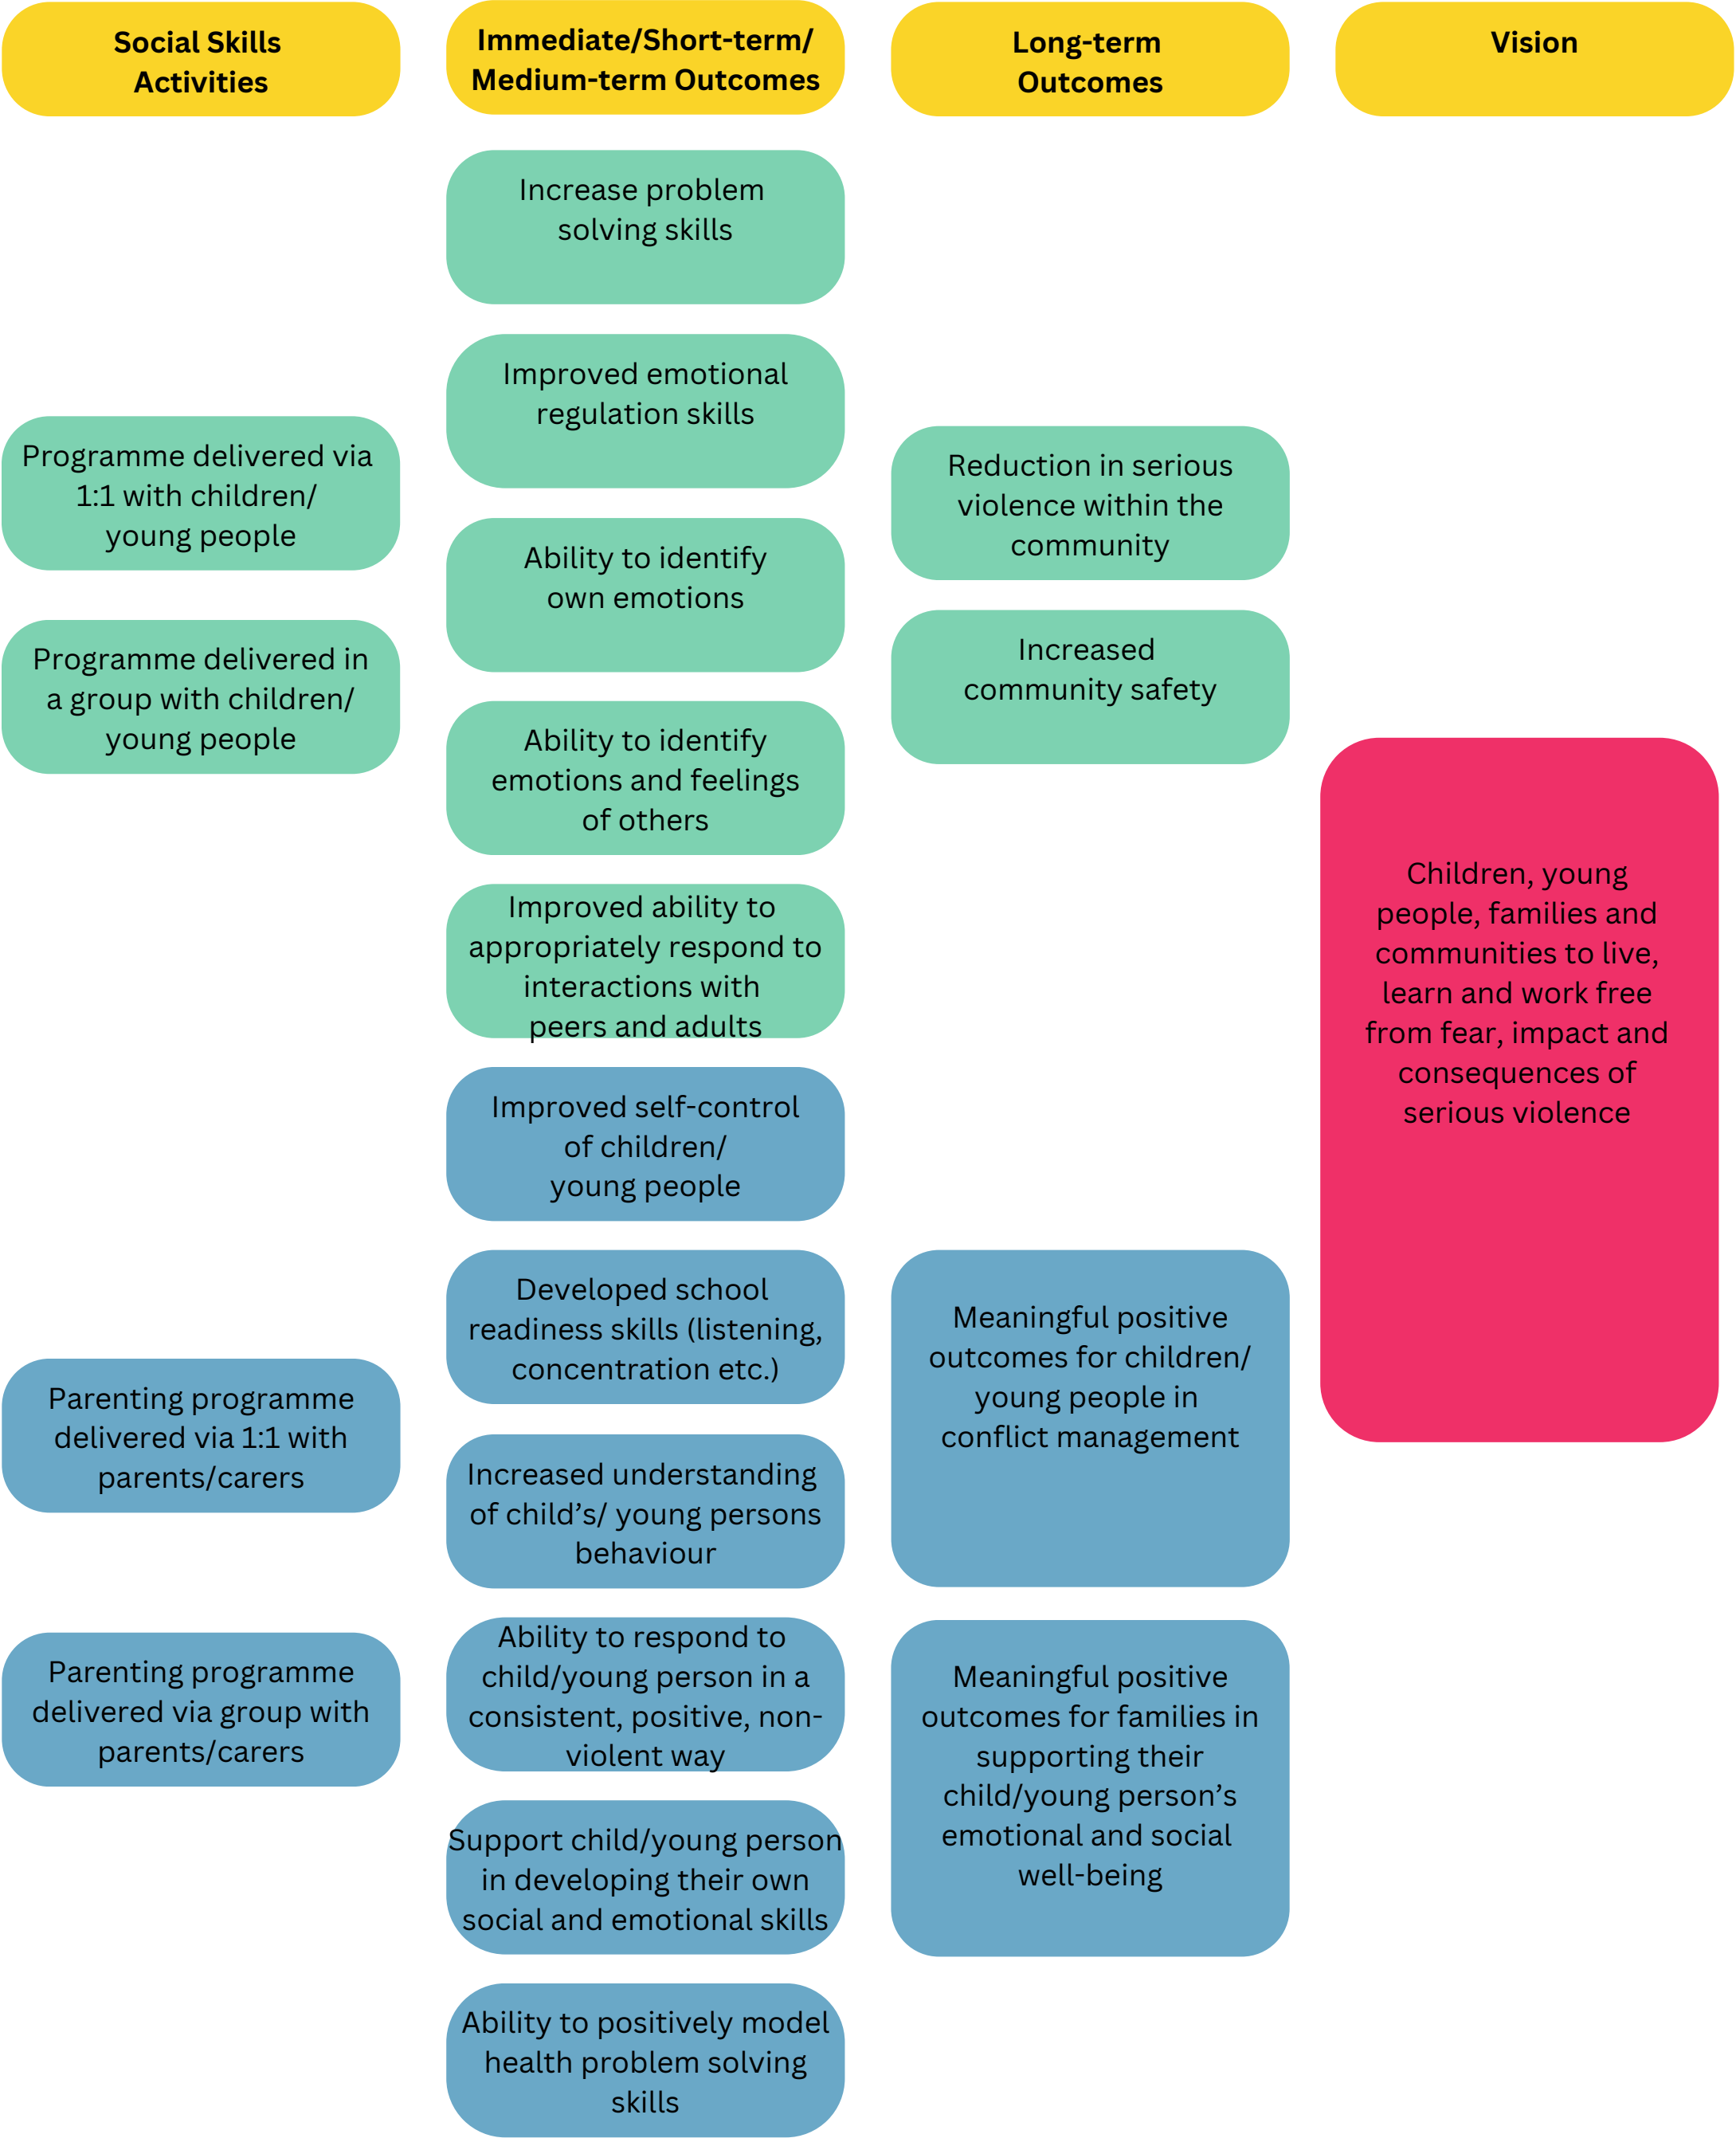 Social Skills
Activities
Immediate/Short-term/
Medium-term Outcomes
Long-term
Outcomes
Vision
Programme delivered via
1:1 with children/
young people
Programme delivered in
a group with children/
young people
Parenting programme
delivered via 1:1 with
parents/carers
Parenting programme
delivered via group with
parents/carers
Increase problem
solving skills
Improved emotional
regulation skills
Ability to identify
own emotions
Ability to identify
emotions and feelings
of others
Improved ability to
appropriately respond to
interactions with
peers and adults
Improved self-control
of children/
young people
Developed school
readiness skills (listening,
concentration etc.)
Increased understanding
of child’s/ young persons
behaviour
Ability to respond to
child/young person in a
consistent, positive, non-
violent way
Support child/young person
in developing their own
social and emotional skills
Ability to positively model
health problem solving
skills
Reduction in serious
violence within the
community
Increased
community safety
Meaningful positive
outcomes for children/
young people in
conflict management
Meaningful positive
outcomes for families in
supporting their
child/young person’s
emotional and social
well-being
Children, young
people, families and
communities to live,
learn and work free
from fear, impact and
consequences of
serious violence